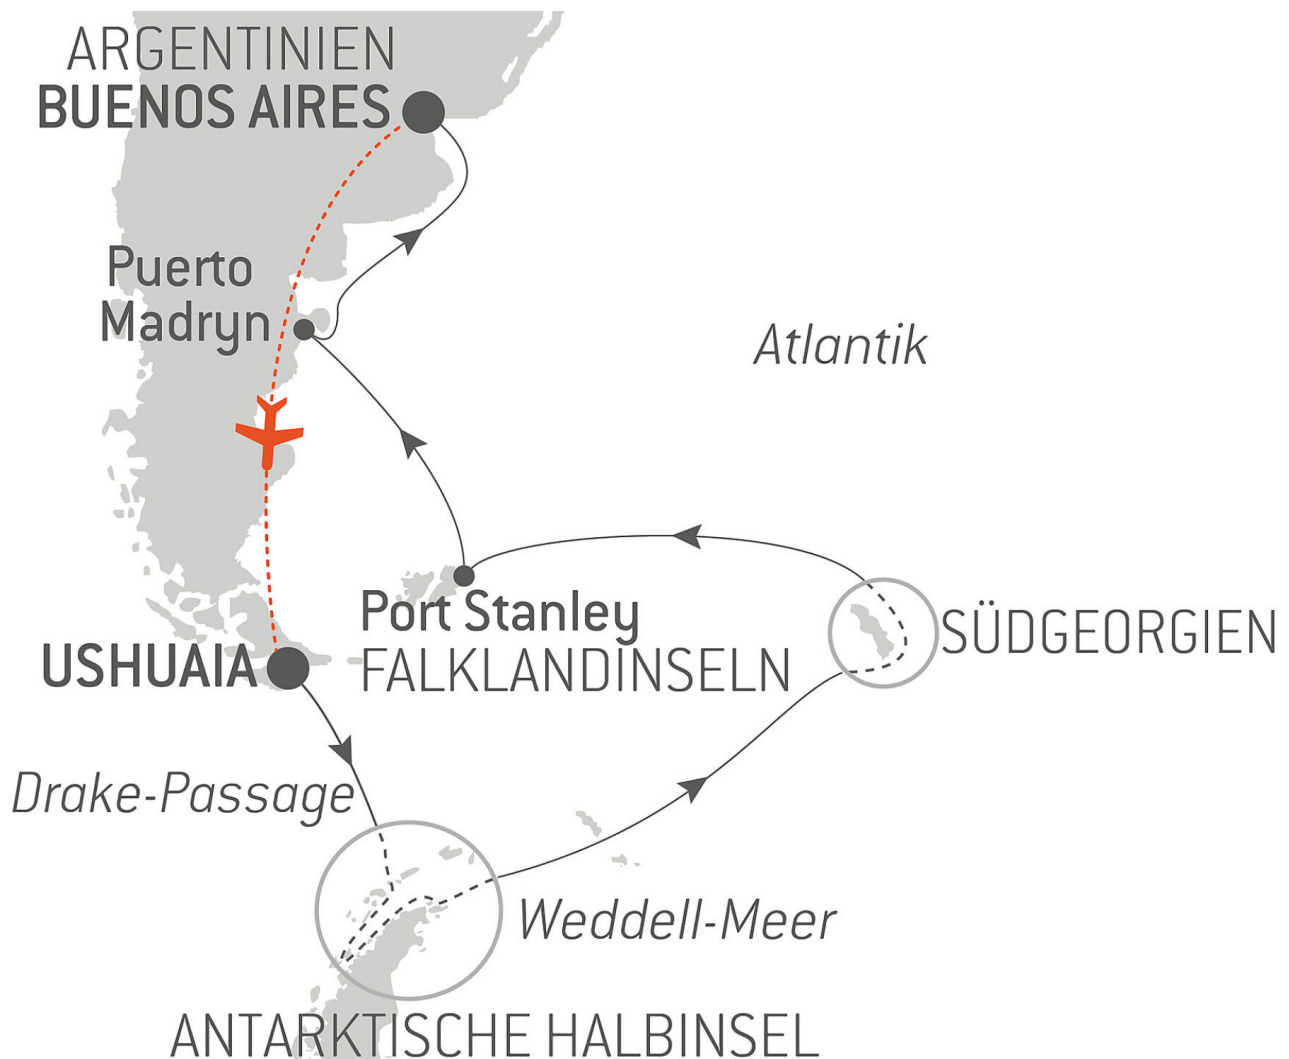 ARGENTINIEN
BUENOS AIRES
Puerto
Madryn
Atlantik
Port Stanley
FALKLANDINSELN
SÜDGEORGIEN
USHUAIA
Drake-Passage
Weddell-Meer
ANTARKTISCHE HALBINSEL